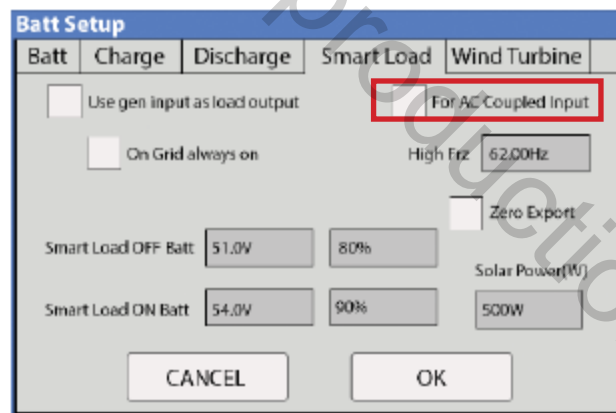 Batt Setup
Batt Charge Discharge Smart Load Wind Turbine
Use gen input as load output For AC Coupled Input
On Grid always on High Frz 62.00Hz
Zero Export
Smart Load OFF Batt 51.0V 80%
Solar Power(W)
Smart Load ON Batt 54.0V 90% 500W
CANCEL OK